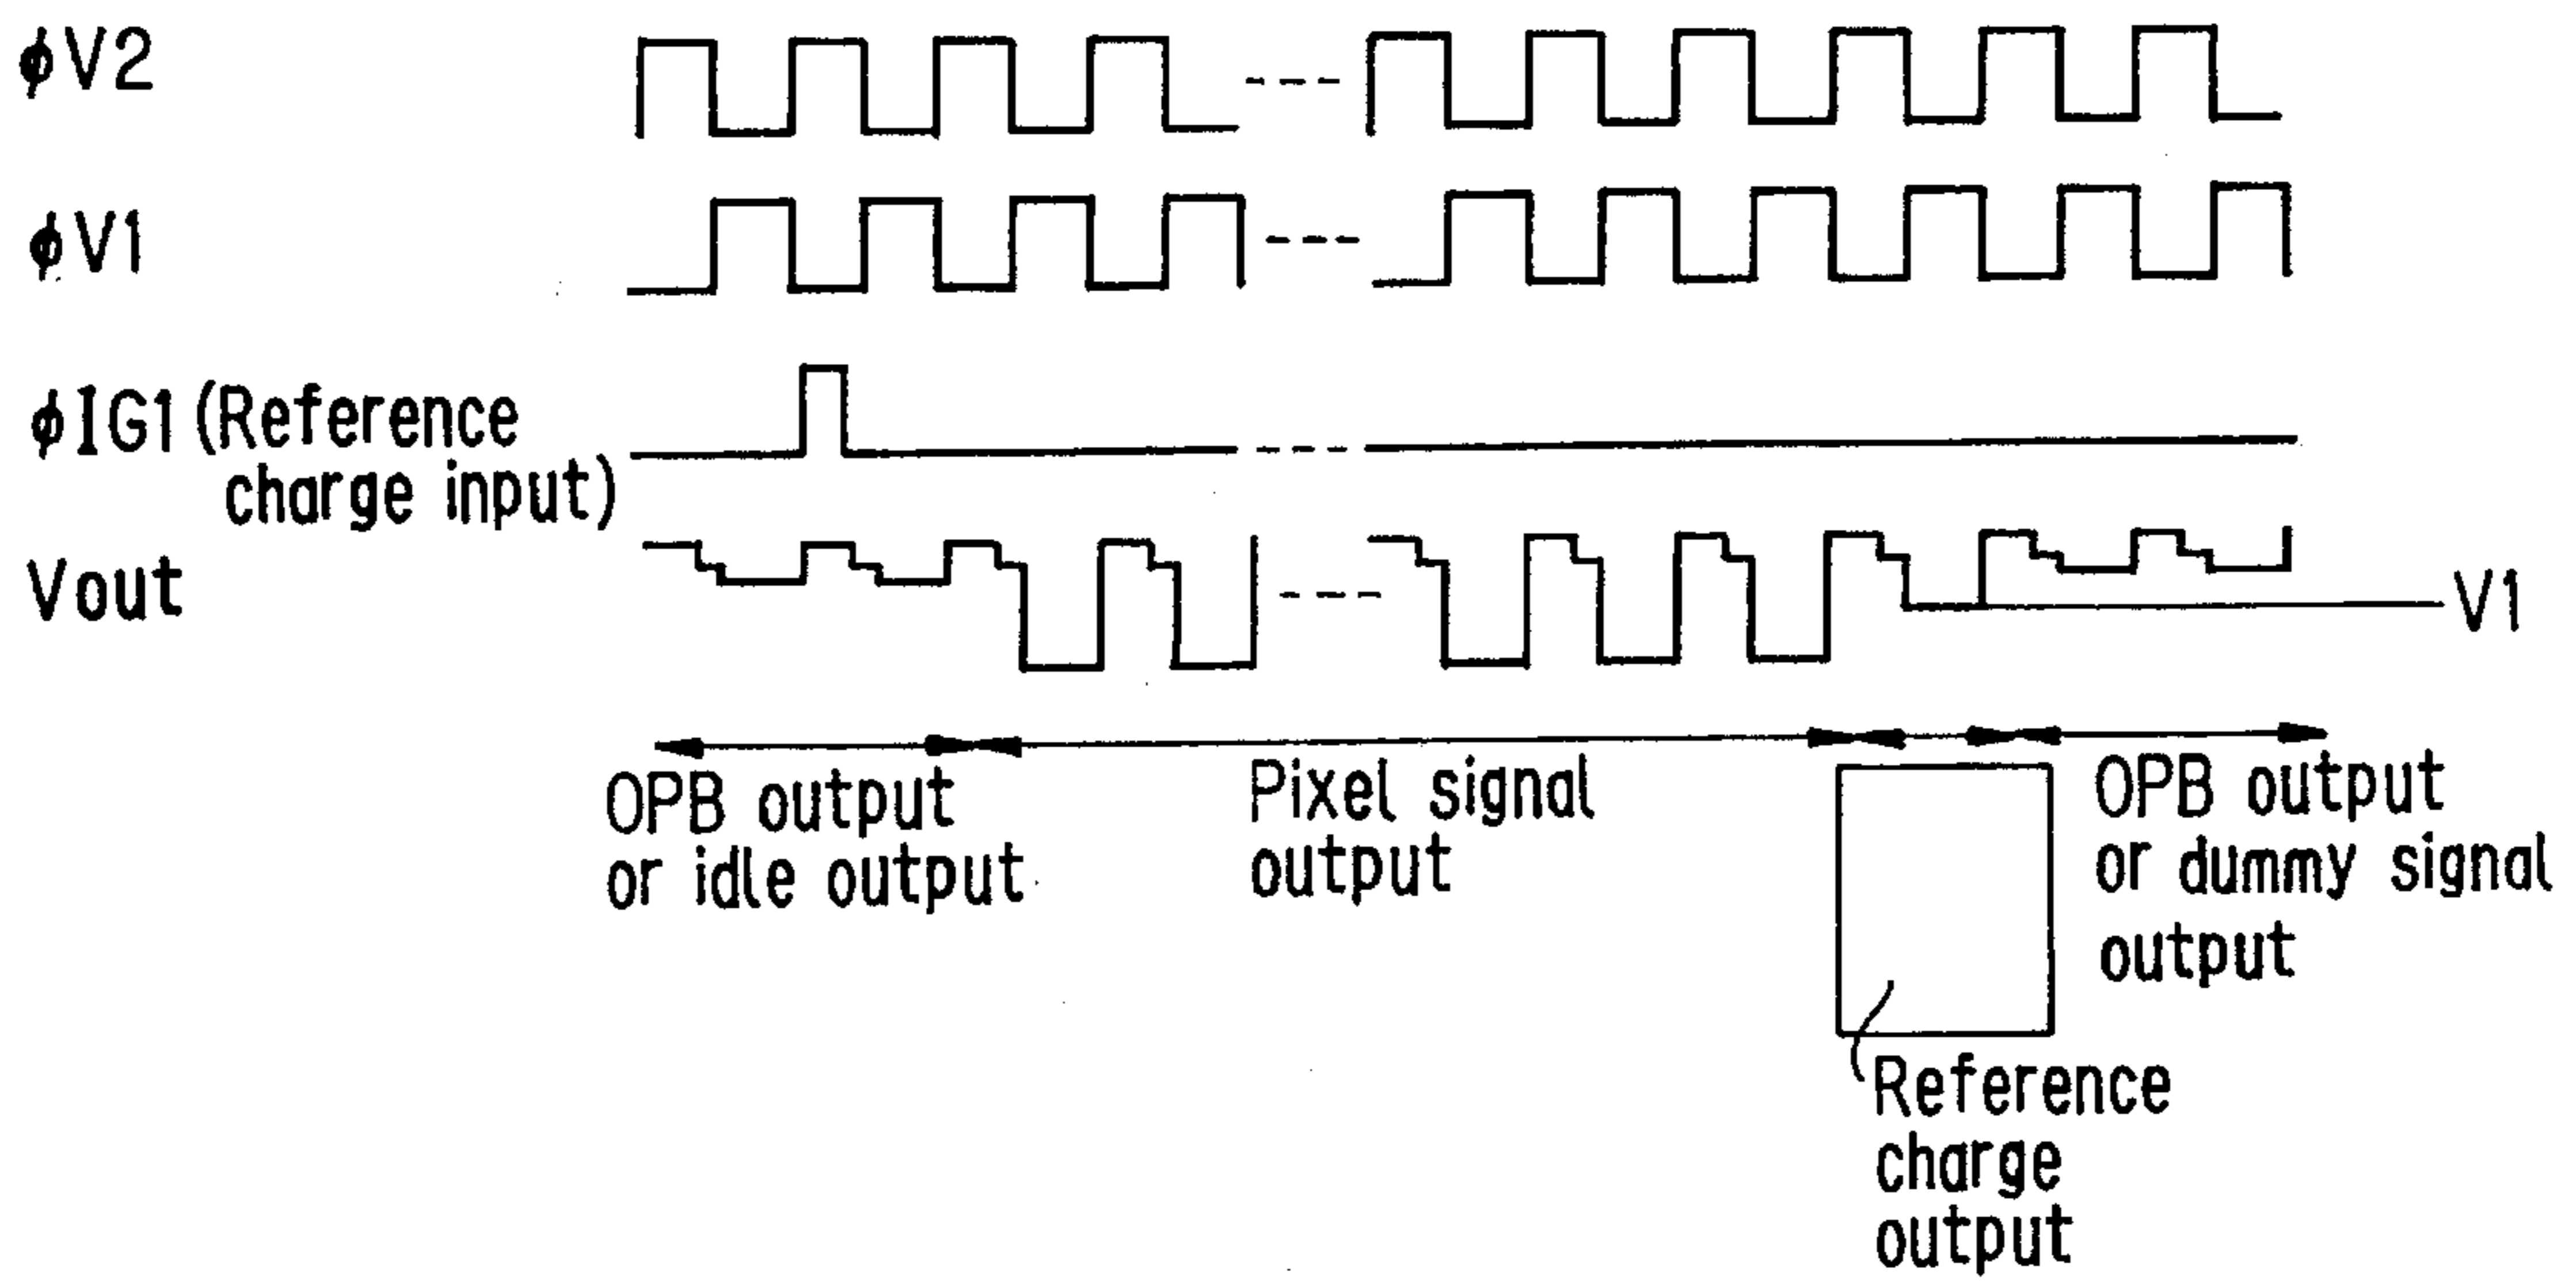 ϕV2
ϕV1
ϕIG1 (Reference
charge input)
Vout
V1
OPB output
or idle output
Pixel signal
output
OPB output
or dummy signal
output
Reference
charge
output